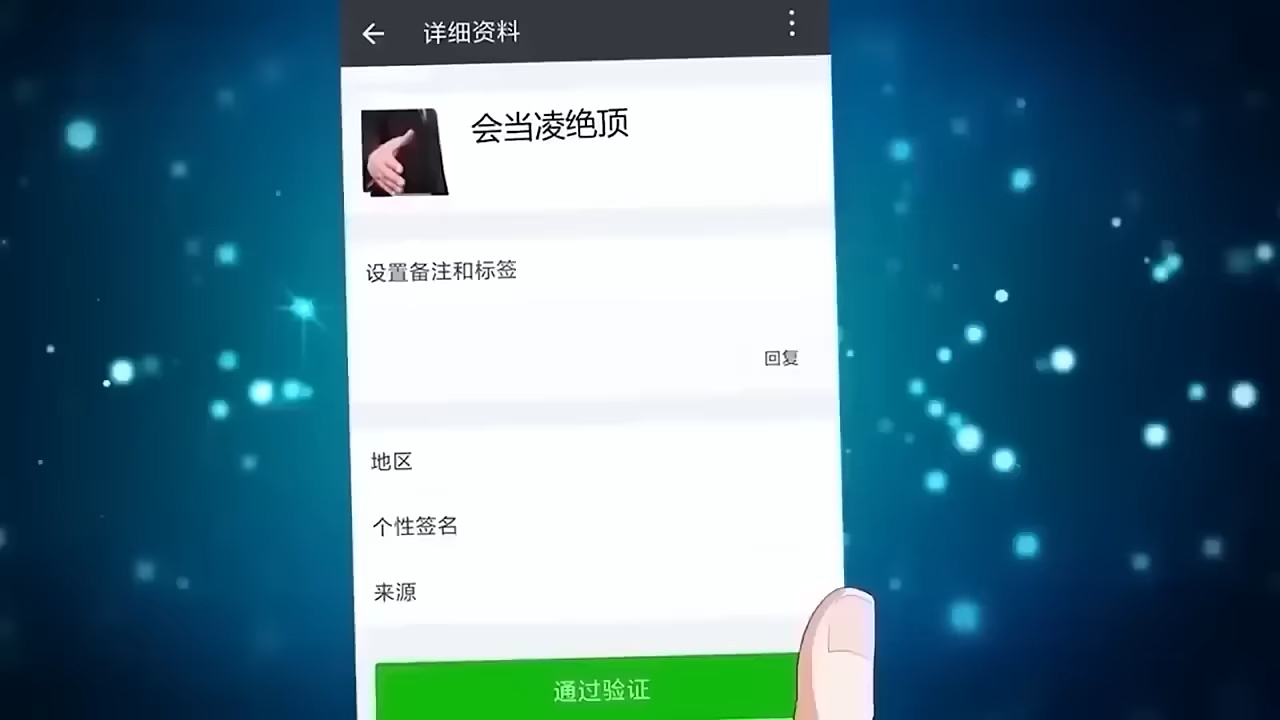 详细资料
会当凌绝顶
设置备注和标签
回复
地区
个性签名
来源
通过验证